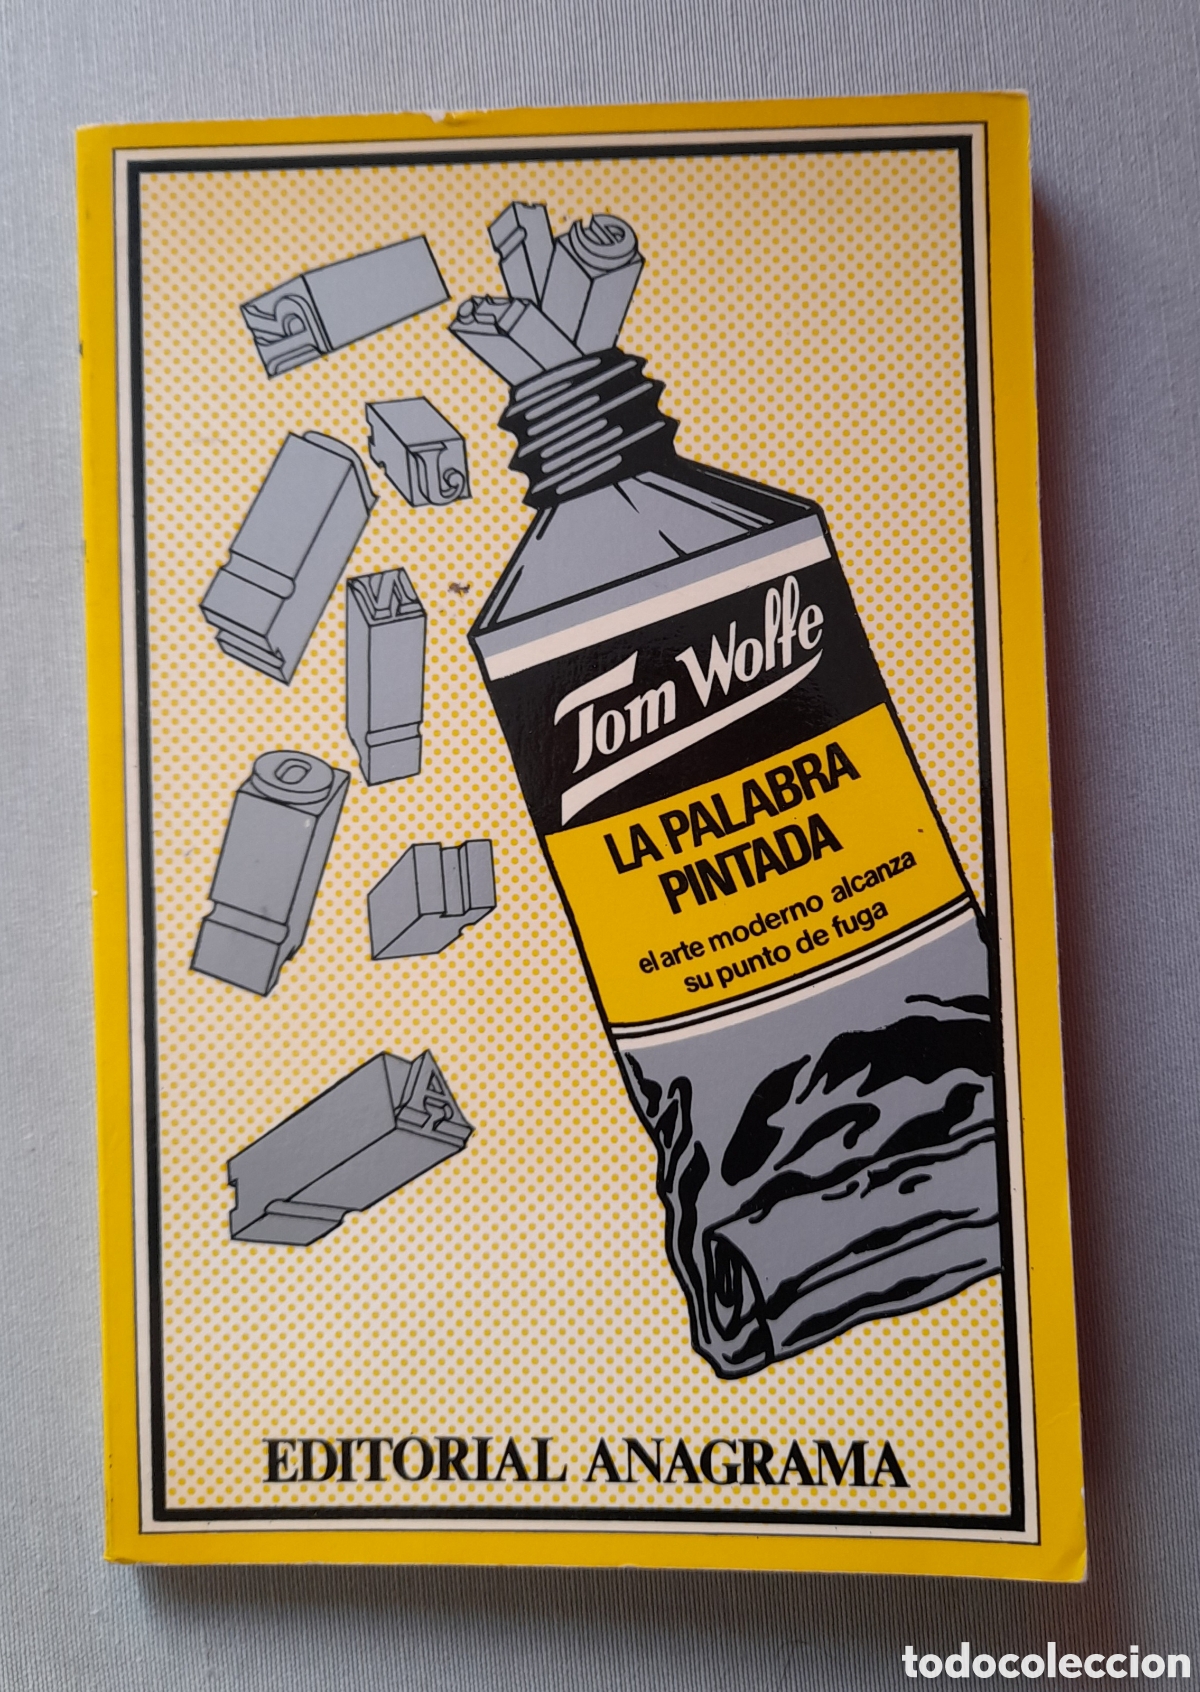 Tom Wolfe
LA PALABRA
PINTADA
el arte moderno alcanza
su punto de fuga
EDITORIAL ANAGRAMA
todocoleccion